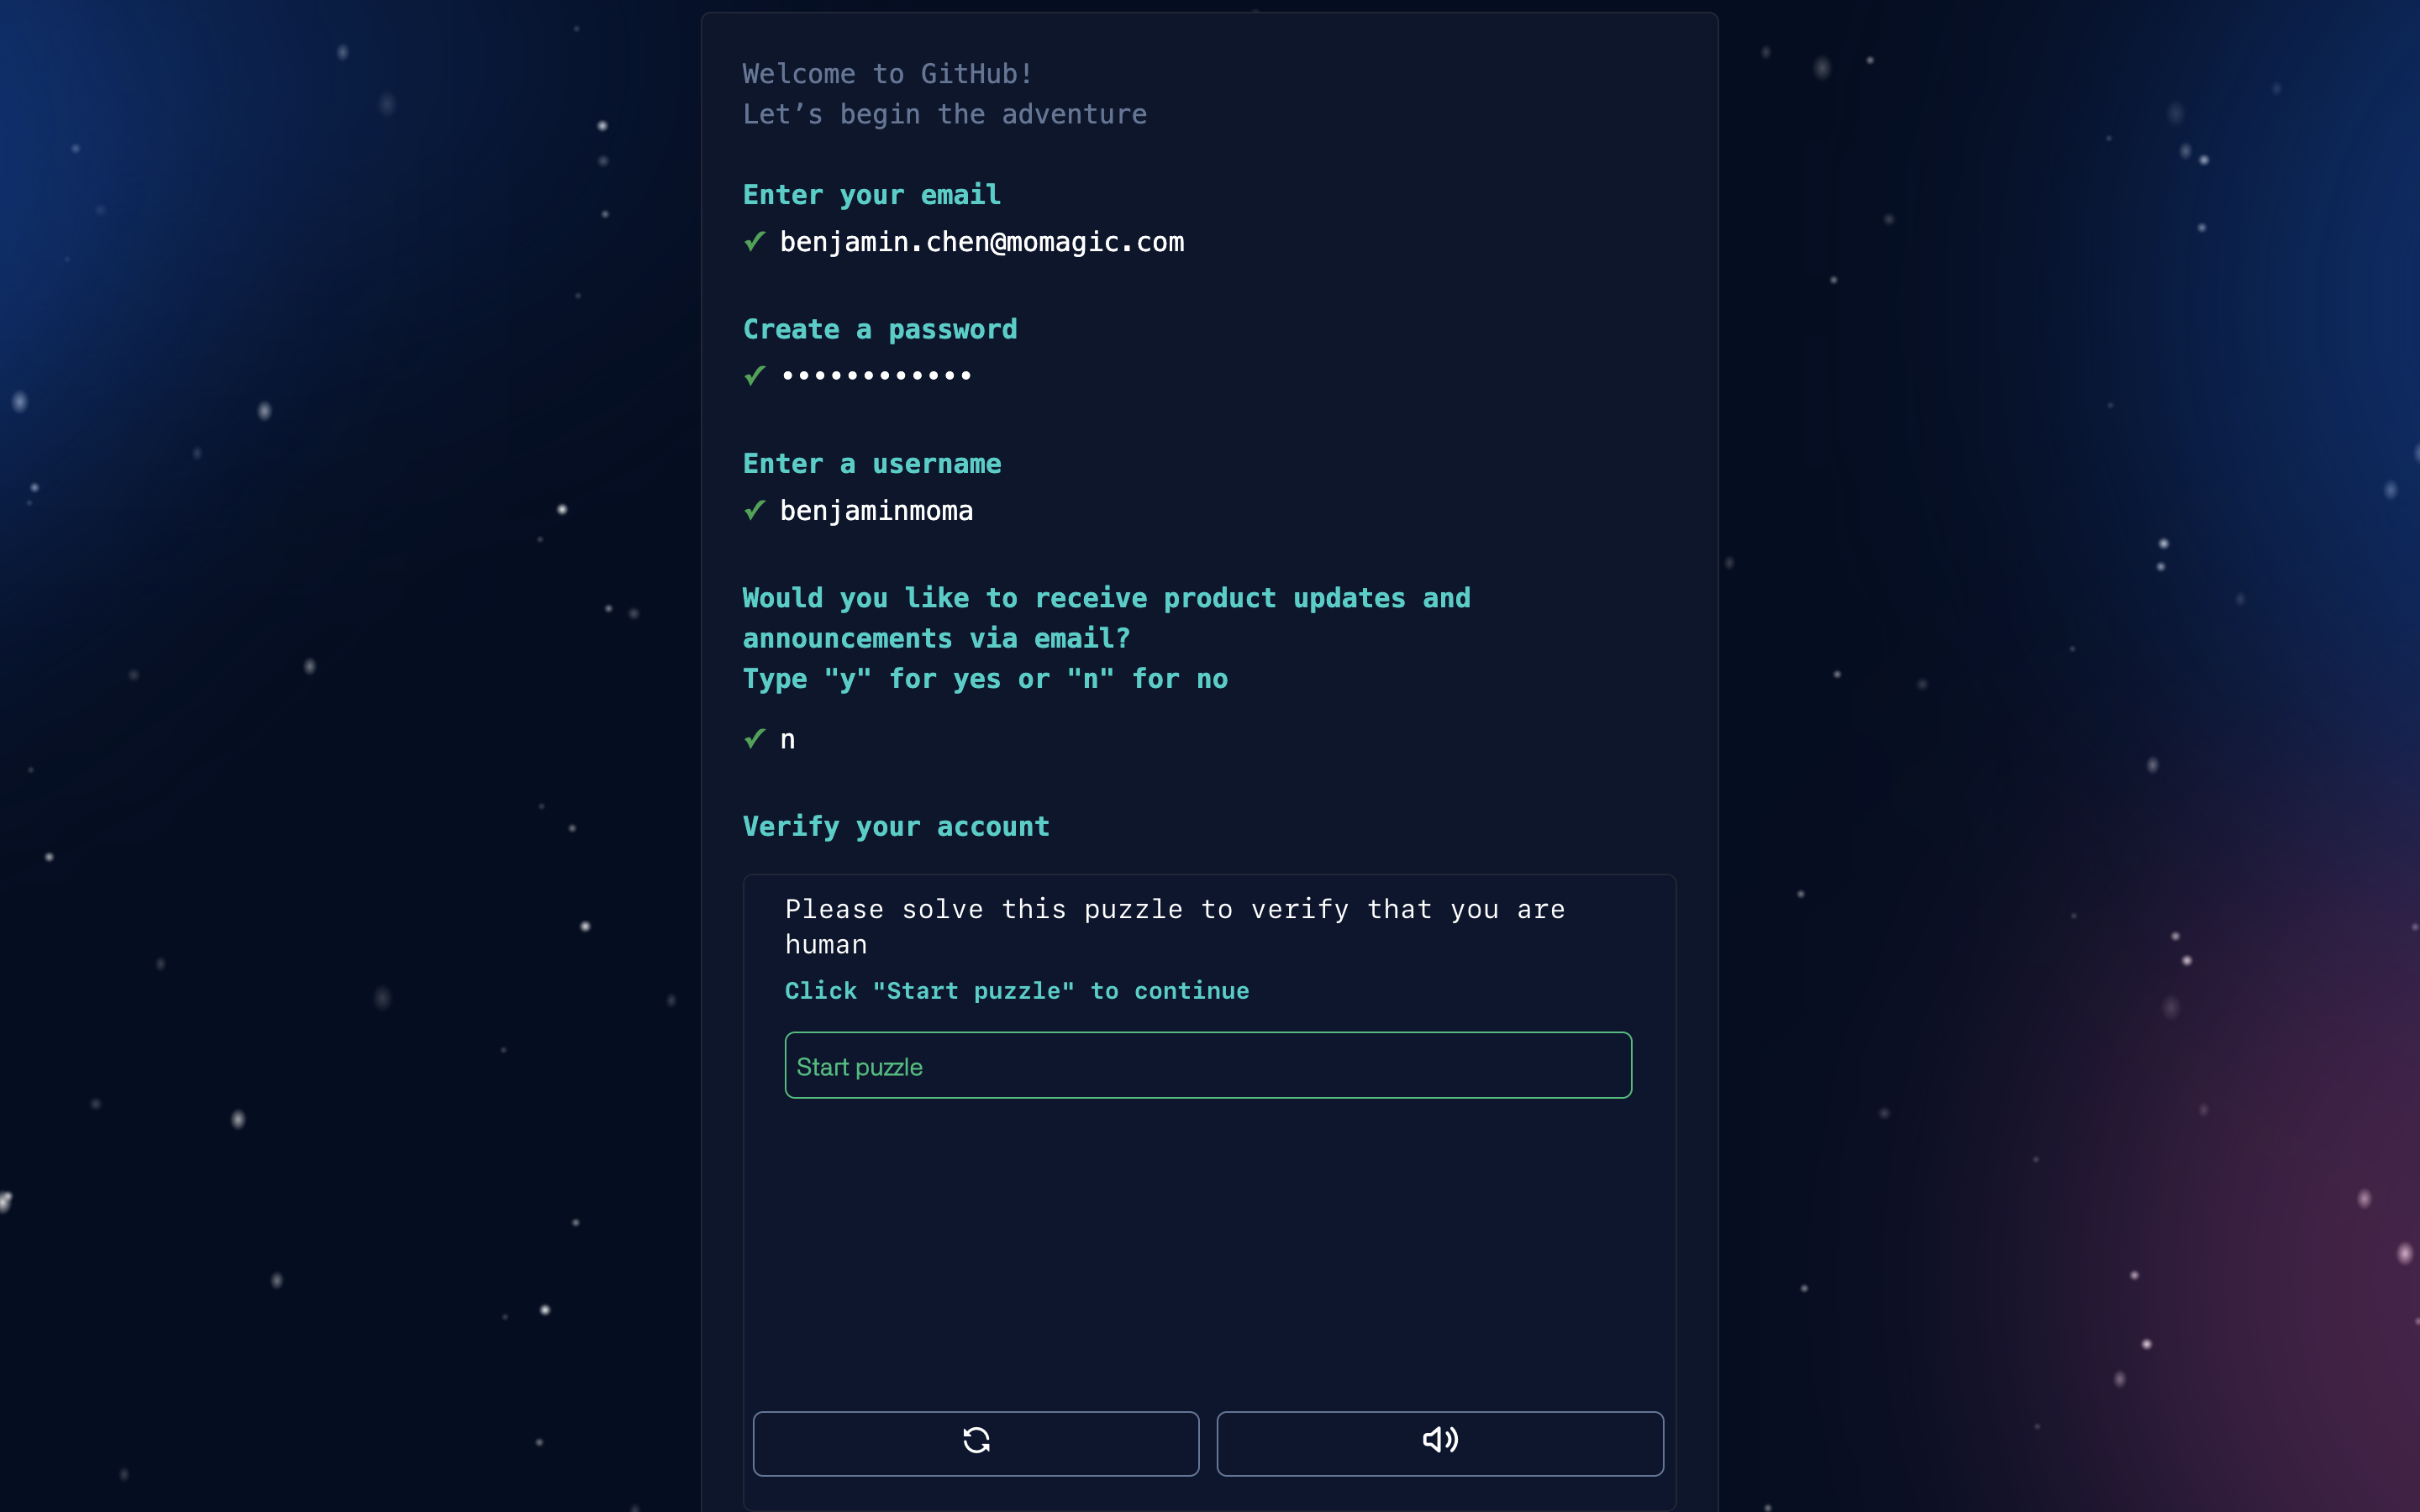 Welcome to GitHub!
Let’s begin the adventure
Enter your email
✓ benjamin.chen@momagic.com
Create a password
✓ ••••••••••••
Enter a username
✓ benjaminmoma
Would you like to receive product updates and
announcements via email?
Type "y" for yes or "n" for no
✓ n
Verify your account
Please solve this puzzle to verify that you are
human
Click "Start puzzle" to continue
Start puzzle